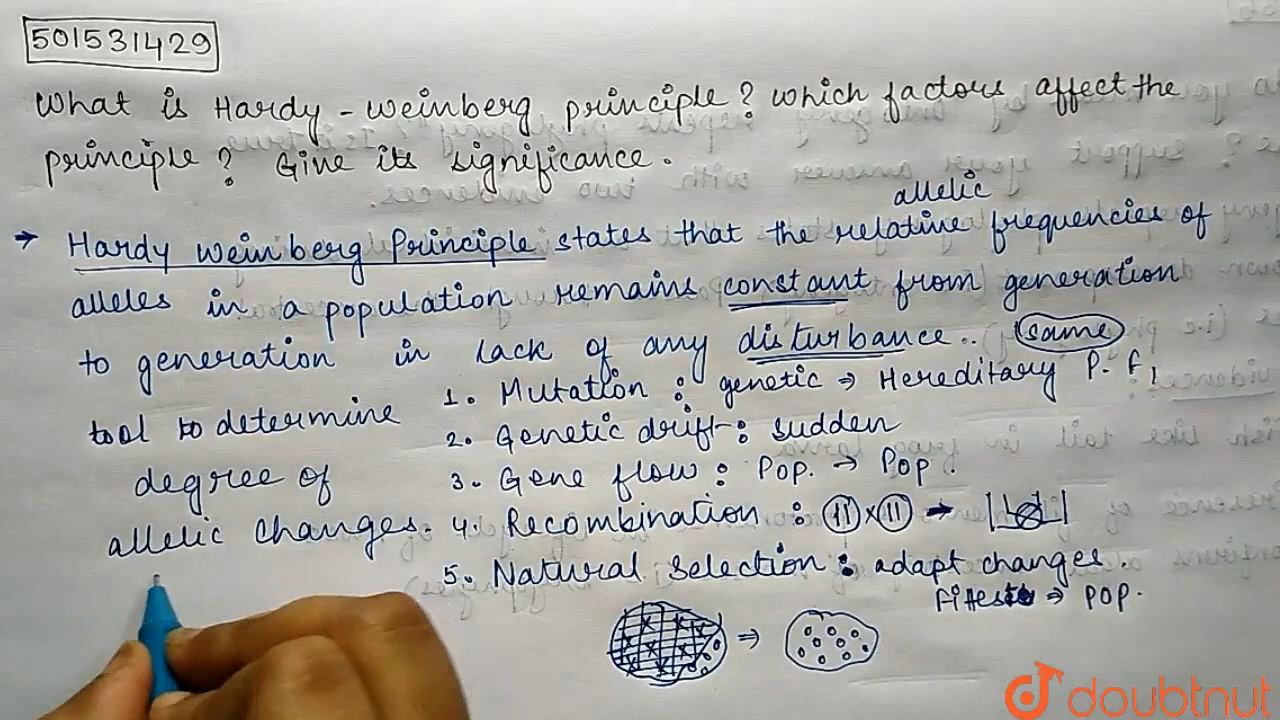 501531429
What is Hardy-Weinberg principle? Which factors affect the
principle? Give its significance.
allelic
→ Hardy Weinberg Principle states that the relative frequencies of
alleles in a population remains constant from generation
to generation in lack of any disturbance.. same
1. Mutation : genetic ⇒ Hereditary P. F1
tool to determine
2. Genetic drift : sudden
degree of
3. Gene flow : Pop. → Pop.
allelic changes.
4. Recombination :
5. Natural selection : adapt changes.
Fittest ⇒ POP.
doubtnut